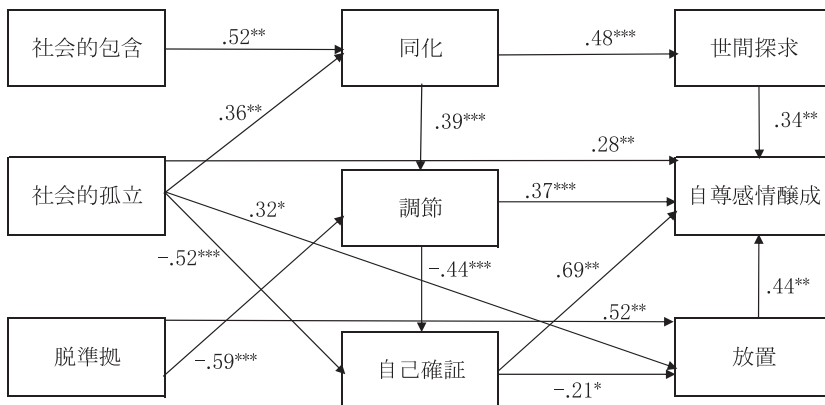 社会的包含
.52**
同化
.48***
世間探求
.36**
.39***
.34**
.28**
社会的孤立
調節
.37***
自尊感情醸成
.32*
-.52***
-.44***
.69**
.44**
.52**
脱準拠
-.59***
自己確証
-.21*
放置